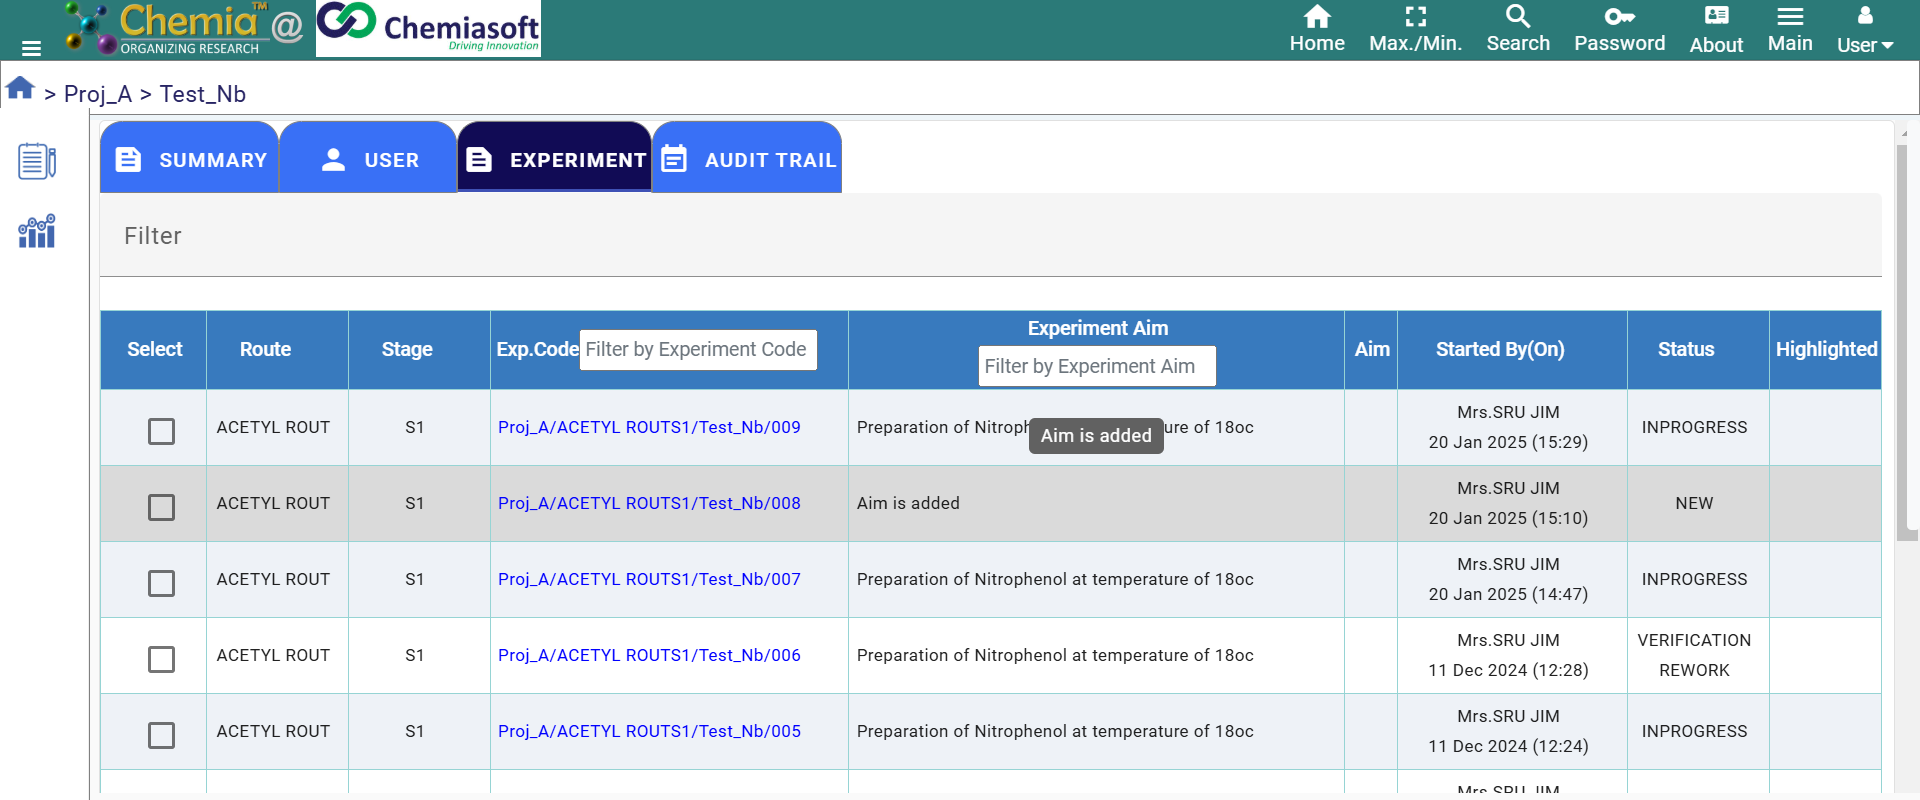 Chemia™ @
ORGANIZING RESEARCH
Chemiasoft
Driving Innovation
Home Max./Min. Search Password About Main User
> Proj_A > Test_Nb
SUMMARY USER EXPERIMENT AUDIT TRAIL
Filter
Select Route Stage Exp.Code Filter by Experiment Code Experiment Aim Filter by Experiment Aim Aim Started By(On) Status Highlighted
ACETYL ROUT S1 Proj_A/ACETYL ROUTS1/Test_Nb/009 Preparation of Nitroph ure of 18oc Mrs.SRU JIM 20 Jan 2025 (15:29) INPROGRESS
Aim is added
ACETYL ROUT S1 Proj_A/ACETYL ROUTS1/Test_Nb/008 Aim is added Mrs.SRU JIM 20 Jan 2025 (15:10) NEW
ACETYL ROUT S1 Proj_A/ACETYL ROUTS1/Test_Nb/007 Preparation of Nitrophenol at temperature of 18oc Mrs.SRU JIM 20 Jan 2025 (14:47) INPROGRESS
ACETYL ROUT S1 Proj_A/ACETYL ROUTS1/Test_Nb/006 Preparation of Nitrophenol at temperature of 18oc Mrs.SRU JIM 11 Dec 2024 (12:28) VERIFICATION REWORK
ACETYL ROUT S1 Proj_A/ACETYL ROUTS1/Test_Nb/005 Preparation of Nitrophenol at temperature of 18oc Mrs.SRU JIM 11 Dec 2024 (12:24) INPROGRESS
Mrs.SRU JIM